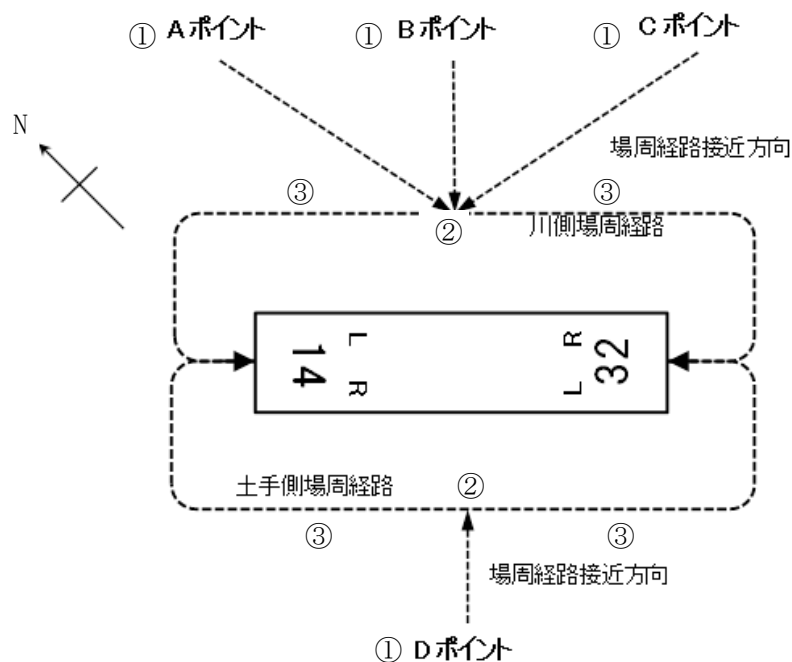 ① Aポイント
① Bポイント
① Cポイント
N
場周経路接近方向
③
③
②
川側場周経路
14
L
R
R
L
32
土手側場周経路
②
③
③
場周経路接近方向
① Dポイント